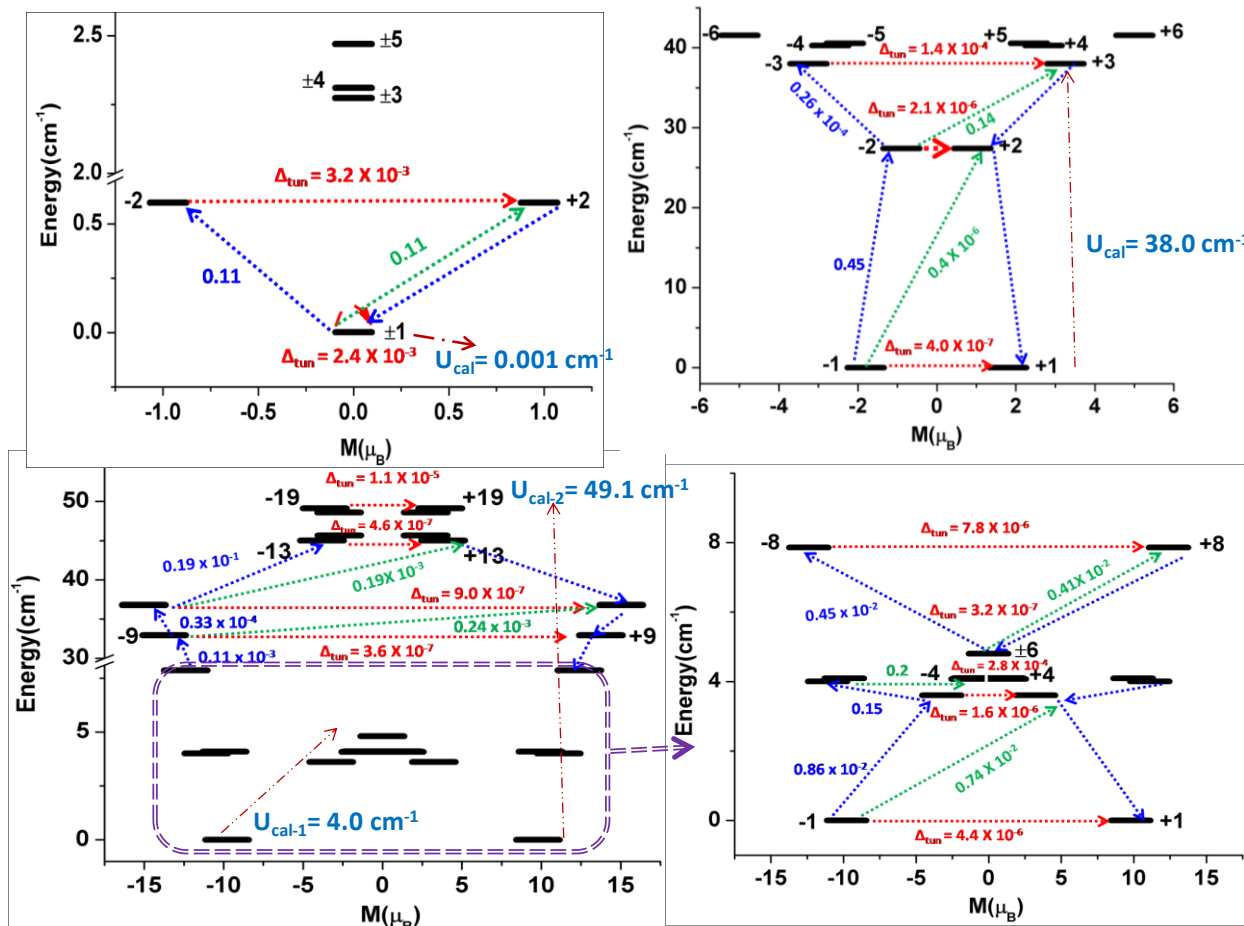 2.5
±5
±4
±3
2.0
Δtun = 3.2 X 10⁻³
-2
+2
0.5
0.11
0.11
0.0
±1
Δtun = 2.4 X 10⁻³
Ucal= 0.001 cm⁻¹
-1.0 -0.5 0.0 0.5 1.0
M(μB)
Energy(cm⁻¹)
-6 -5 +5 +6
-4 +4
40
Δtun = 1.4 X 10⁻⁴
-3 +3
0.26 x 10⁻⁴
Δtun = 2.1 X 10⁻⁶
0.14
30
-2 +2
20
Ucal= 38.0 cm⁻¹
0.45
0.4 X 10⁻⁶
10
Δtun = 4.0 X 10⁻⁷
0
-1 +1
-6 -4 -2 0 2 4 6
M(μB)
Energy(cm⁻¹)
Δtun = 1.1 X 10⁻⁵
-19 +19
Ucal-2 = 49.1 cm⁻¹
50
Δtun = 4.6 X 10⁻⁷
-13 +13
0.19 x 10⁻¹
0.19X 10⁻³
40
Δtun = 9.0 X 10⁻⁷
0.33 x 10⁻⁴
0.24 X 10⁻³
-9 +9
0.11 X 10⁻³
Δtun = 3.6 X 10⁻⁷
30
5
Ucal-1 = 4.0 cm⁻¹
0
-15 -10 -5 0 5 10 15
M(μB)
Energy(cm⁻¹)
Δtun = 7.8 X 10⁻⁶
-8 +8
8
0.41X 10⁻²
0.45 X 10⁻²
Δtun = 3.2 X 10⁻⁷
±6
0.2
-4 +4
Δtun = 2.8 X 10⁻⁴
4
0.15
Δtun = 1.6 X 10⁻⁶
0.86 X 10⁻²
0.74 X 10⁻²
0
-1 +1
Δtun = 4.4 X 10⁻⁶
-15 -10 -5 0 5 10 15
M(μB)
Energy(cm⁻¹)